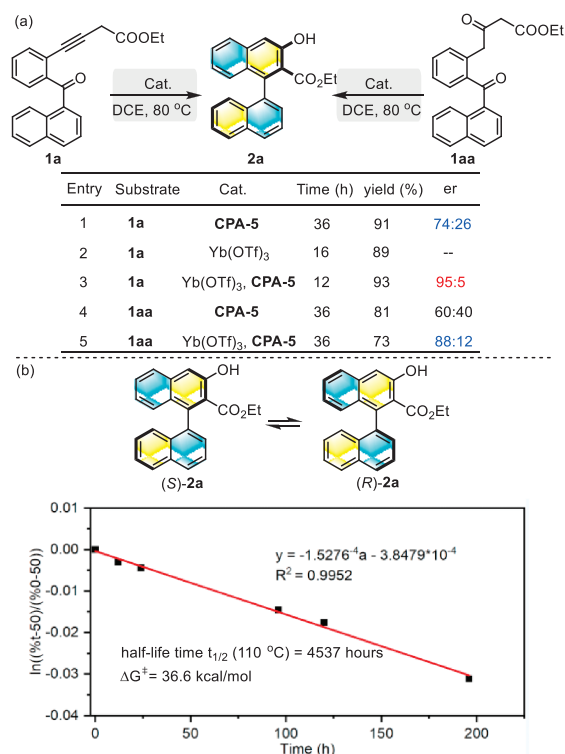 (a)
COOEt
O
Cat.
DCE, 80 °C
1a
OH
CO₂Et
2a
Cat.
DCE, 80 °C
O
COOEt
O
1aa
Entry Substrate Cat. Time (h) yield (%) er
1 1a CPA-5 36 91 74:26
2 1a Yb(OTf)₃ 16 89 --
3 1a Yb(OTf)₃, CPA-5 12 93 95:5
4 1aa CPA-5 36 81 60:40
5 1aa Yb(OTf)₃, CPA-5 36 73 88:12
(b)
OH
CO₂Et
(S)-2a
OH
CO₂Et
(R)-2a
ln((%t-50)/(%0-50))
0.01
0.00
-0.01
-0.02
-0.03
-0.04
y = -1.5276⁻⁴a - 3.8479*10⁻⁴
R² = 0.9952
half-life time t₁/₂ (110 °C) = 4537 hours
ΔG‡= 36.6 kcal/mol
0 50 100 150 200
Time (h)